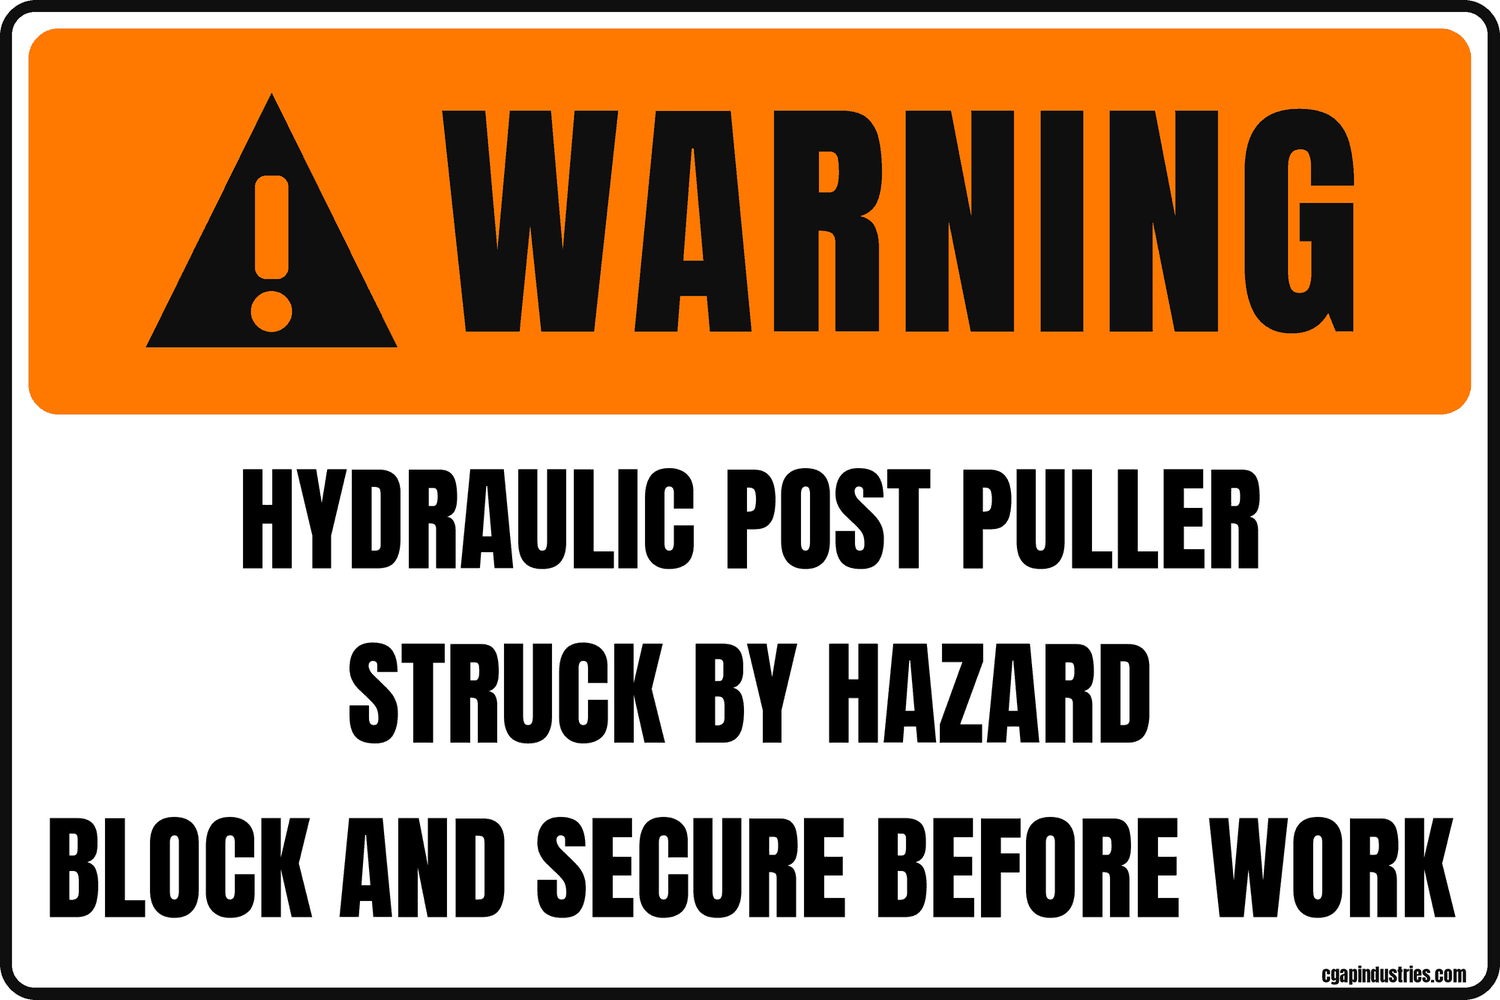 WARNING
HYDRAULIC POST PULLER
STRUCK BY HAZARD
BLOCK AND SECURE BEFORE WORK
cgapindustries.com